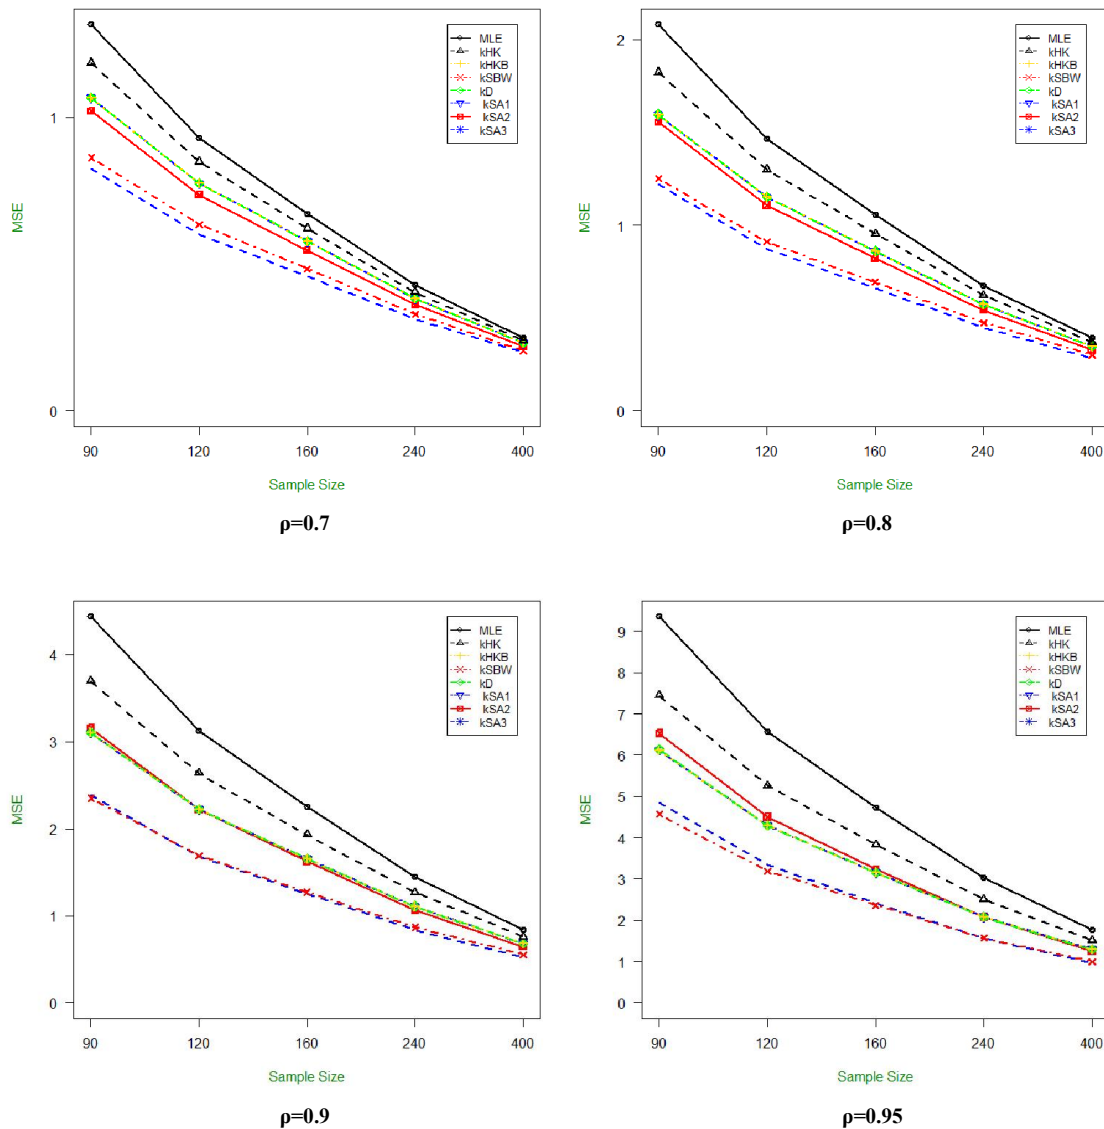 MSE
1
0
MLE
kHK
kHKB
kSBW
kD
kSA1
kSA2
kSA3
90 120 160 240 400
Sample Size
ρ=0.7
MSE
2
1
0
MLE
kHK
kHKB
kSBW
kD
kSA1
kSA2
kSA3
90 120 160 240 400
Sample Size
ρ=0.8
MSE
4
3
2
1
0
MLE
kHK
kHKB
kSBW
kD
kSA1
kSA2
kSA3
90 120 160 240 400
Sample Size
ρ=0.9
MSE
9
8
7
6
5
4
3
2
1
0
MLE
kHK
kHKB
kSBW
kD
kSA1
kSA2
kSA3
90 120 160 240 400
Sample Size
ρ=0.95